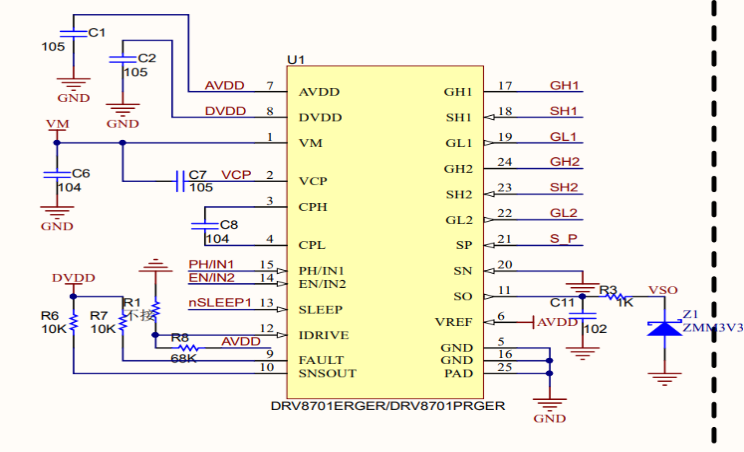 C1
105
GND
C2
105
GND
U1
AVDD 7 AVDD
DVDD 8 DVDD
VM
1 VM
C6
104
GND
C7
105
VCP 2 VCP
3 CPH
C8
104
4 CPL
PH/IN1 15 PH/IN1
EN/IN2 14 EN/IN2
nSLEEP1 13 SLEEP
12 IDRIVE
9 FAULT
10 SNSOUT
DVDD
R6
10K
R7
10K
R1
不接
R8
68K
AVDD
GH1 17 GH1
SH1 18 SH1
GL1 19 GL1
GH2 24 GH2
SH2 23 SH2
GL2 22 GL2
SP 21 S_P
SN 20
SO 11
VREF 6 AVDD
GND 5
GND 16
PAD 25
GND
R3
1K
VSO
C11
102
Z1
ZMM3V3
DRV8701ERGER/DRV8701PRGER